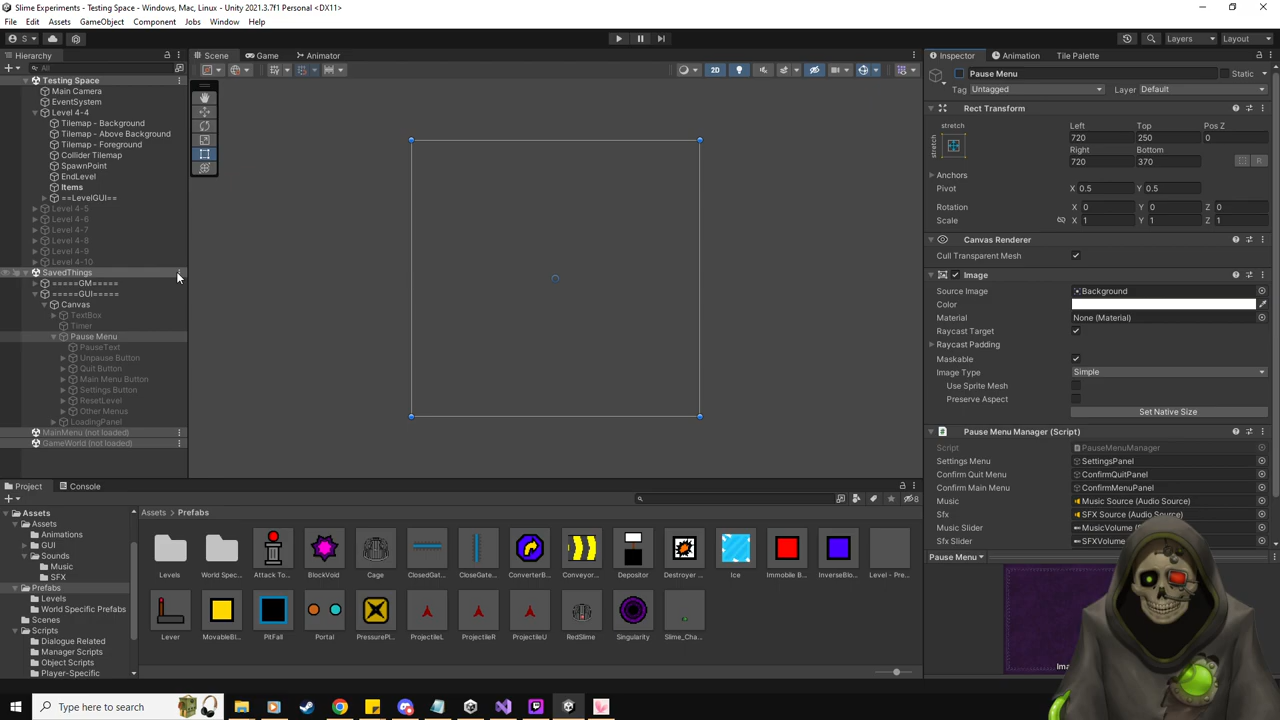 Slime Experiments - Testing Space - Windows, Mac, Linux - Unity 2021.3.7f1 Personal <DX11>
File Edit Assets GameObject Component Jobs Window Help
S Layers Layout
Hierarchy Scene Game Animator Inspector Animation Tile Palette
All
Testing Space
Main Camera
EventSystem
Level 4-4
Tilemap - Background
Tilemap - Above Background
Tilemap - Foreground
Collider Tilemap
SpawnPoint
EndLevel
Items
==LevelGUI==
Level 4-5
Level 4-6
Level 4-7
Level 4-8
Level 4-9
Level 4-10
SavedThings
=====GM=====
=====GUI=====
Canvas
TextBox
Timer
Pause Menu
PauseText
Unpause Button
Quit Button
Main Menu Button
Settings Button
ResetLevel
Other Menus
LoadingPanel
MainMenu (not loaded)
GameWorld (not loaded)
2D
Pause Menu Static
Tag Untagged Layer Default
Rect Transform
stretch Left Top Pos Z
stretch 720 250 0
Right Bottom
720 370 R
Anchors
Pivot X 0.5 Y 0.5
Rotation X 0 Y 0 Z 0
Scale X 1 Y 1 Z 1
Canvas Renderer
Cull Transparent Mesh
Image
Source Image Background
Color
Material None (Material)
Raycast Target
Raycast Padding
Maskable
Image Type Simple
Use Sprite Mesh
Preserve Aspect
Set Native Size
Pause Menu Manager (Script)
Script PauseMenuManager
Settings Menu SettingsPanel
Confirm Quit Menu ConfirmQuitPanel
Confirm Main Menu ConfirmMenuPanel
Music Music Source (Audio Source)
Sfx SFX Source (Audio Source)
Music Slider
Sfx Slider
Pause Menu
Project Console
8
Assets
Assets
Animations
GUI
Sounds
Music
SFX
Prefabs
Levels
World Specific Prefabs
Scenes
Scripts
Dialogue Related
Manager Scripts
Object Scripts
Player-Specific
Assets > Prefabs
Levels World Spec... Attack To... BlockVoid Cage ClosedGat... CloseGate... ConverterB... Conveyor... Depositor Destroyer ... Ice Immobile B... InverseBlo... Level - Pre...
Lever MovableBl... PitFall Portal PressurePl... ProjectileL ProjectileR ProjectileU RedSlime Singularity Slime_Cha...
Type here to search